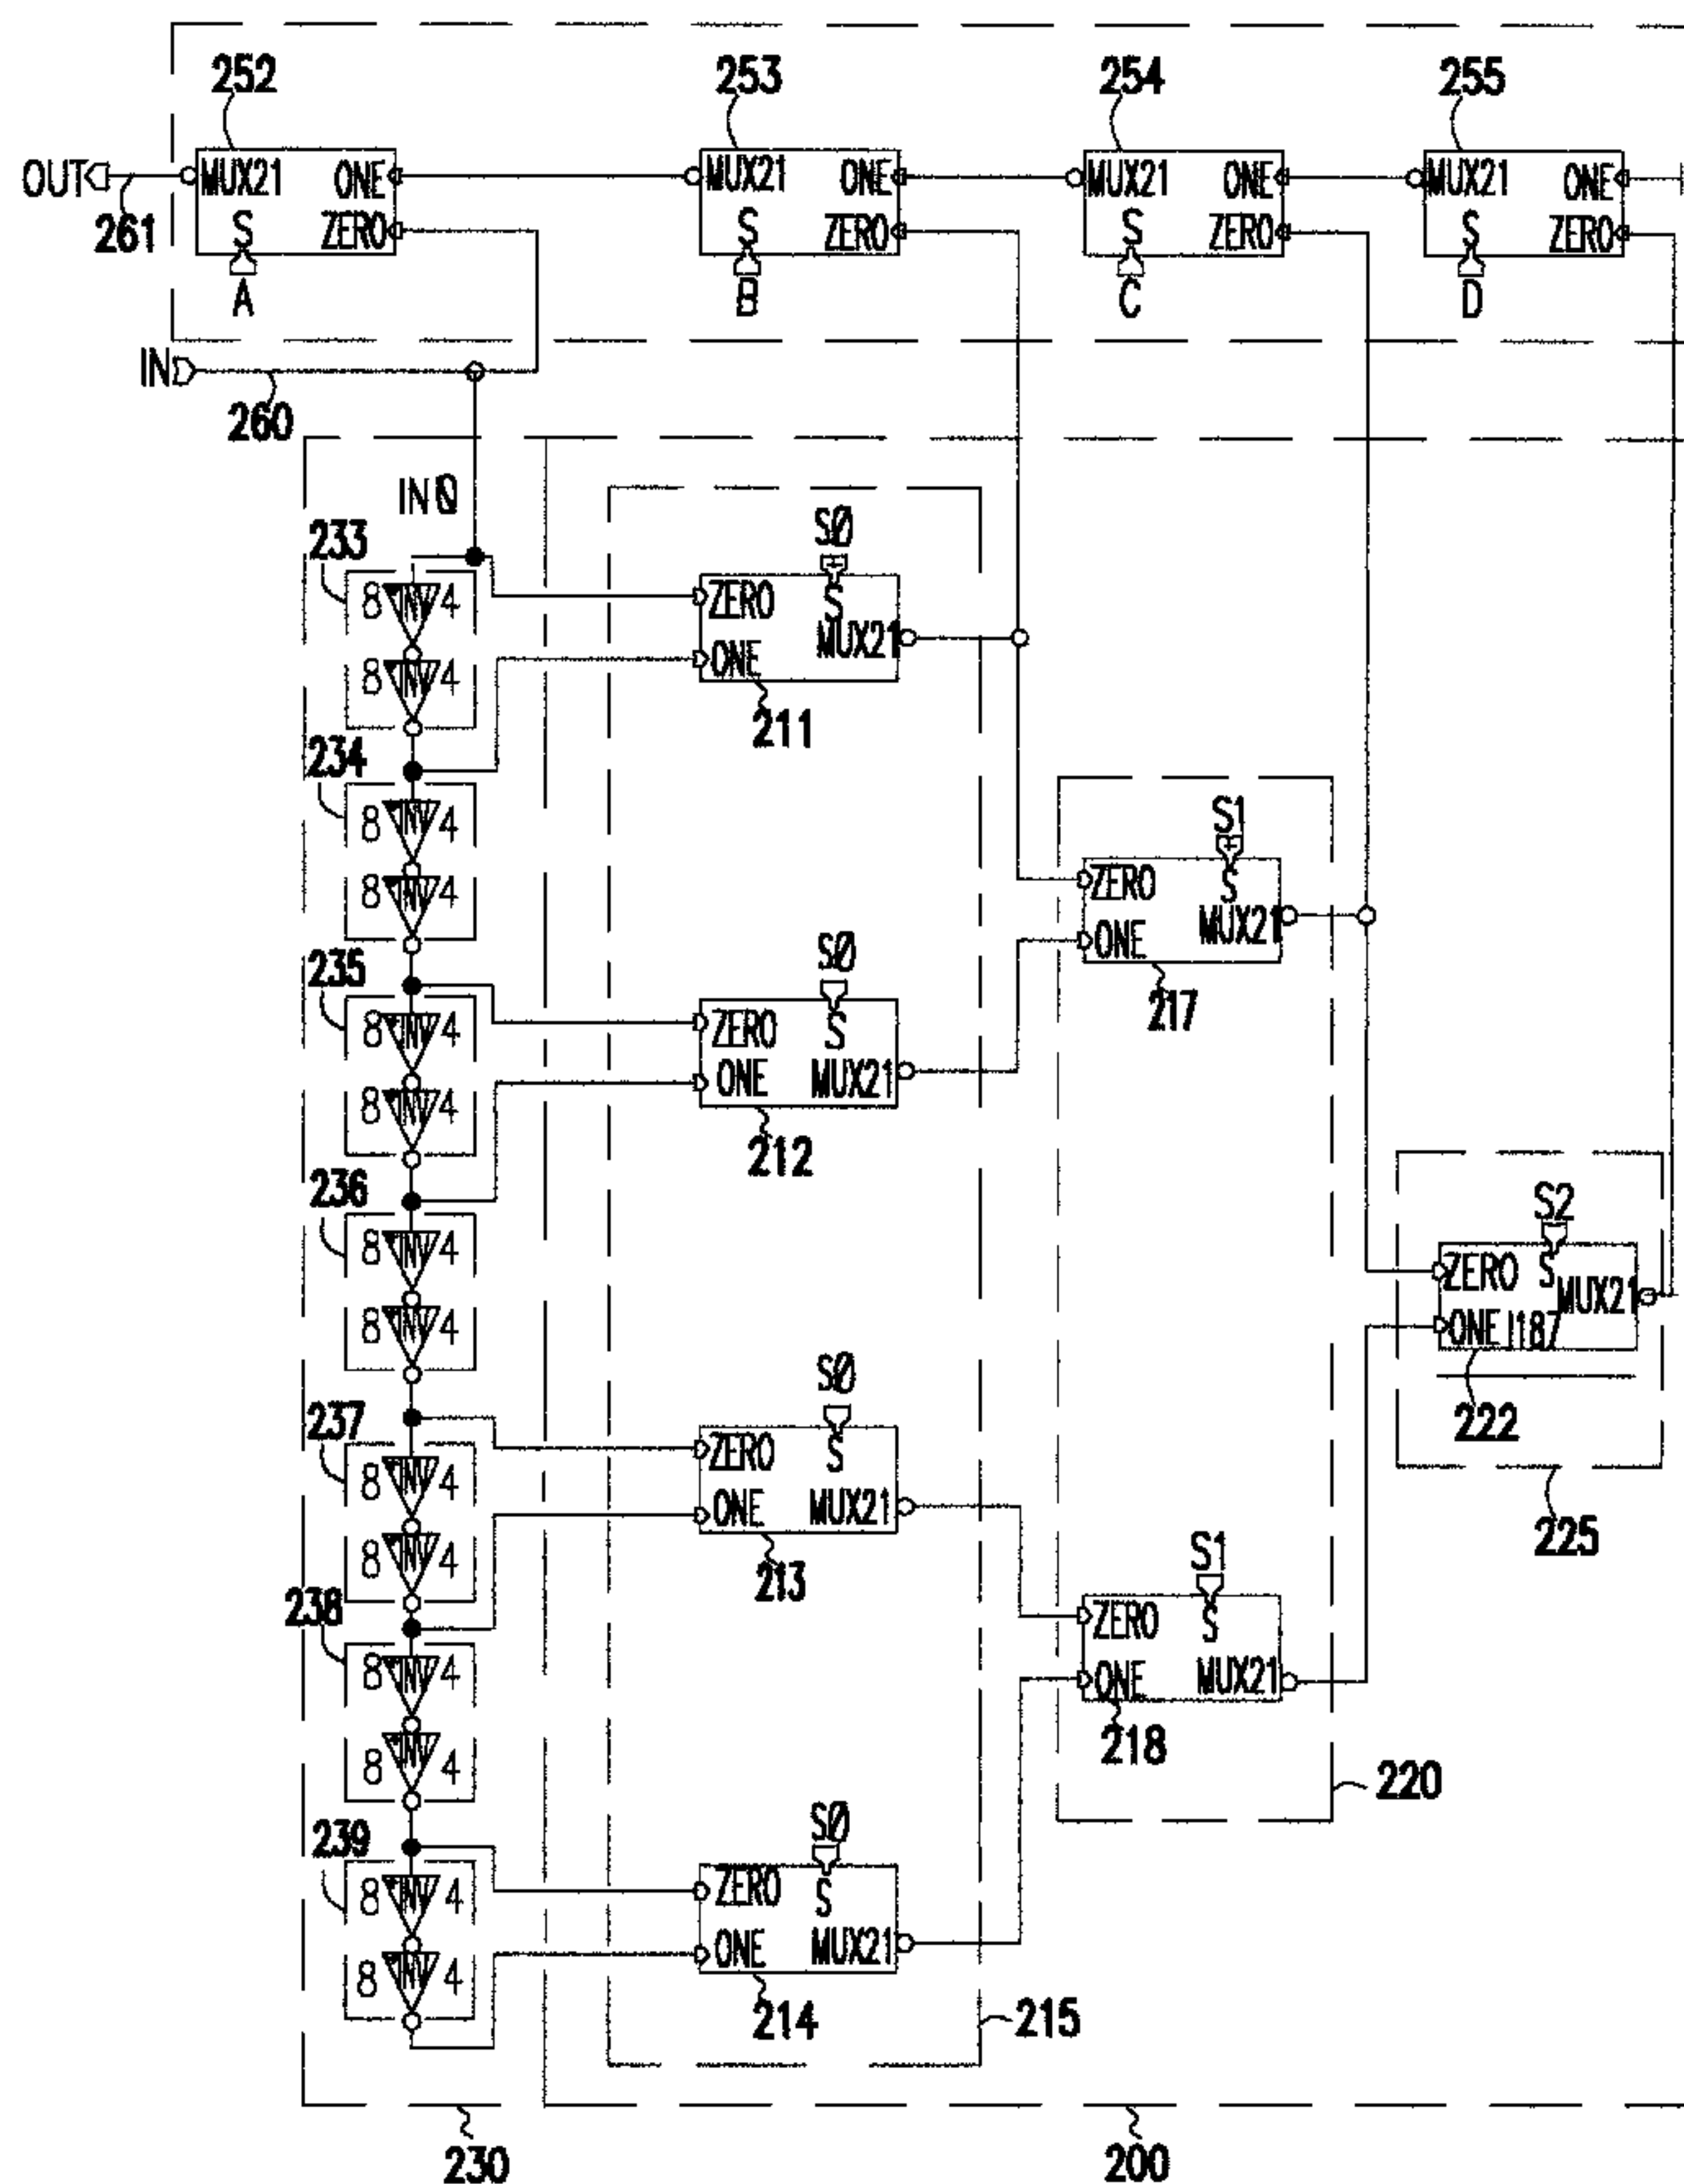 252 253 254 255
OUT MUX21 ONE MUX21 ONE MUX21 ONE MUX21 ONE
261 S ZERO S ZERO S ZERO S ZERO
A B C D
IN
260
IN0
233 SØ
8 INV 4 ZERO S
MUX21
8 INV 4 ONE
211
234
8 INV 4 S1
ZERO S
8 INV 4 MUX21
ONE
235 SØ 217
8 INV 4 ZERO S
8 INV 4 ONE MUX21
212
236 S2
8 INV 4 ZERO S
MUX21
8 INV 4 ONE I187
SØ
237 222
8 INV 4 ZERO S
8 INV 4 ONE MUX21 225
213 S1
238 ZERO S
8 INV 4 ONE MUX21
218
8 INV 4 220
239 SØ
8 INV 4 ZERO S
8 INV 4 ONE MUX21
214 215
230 200